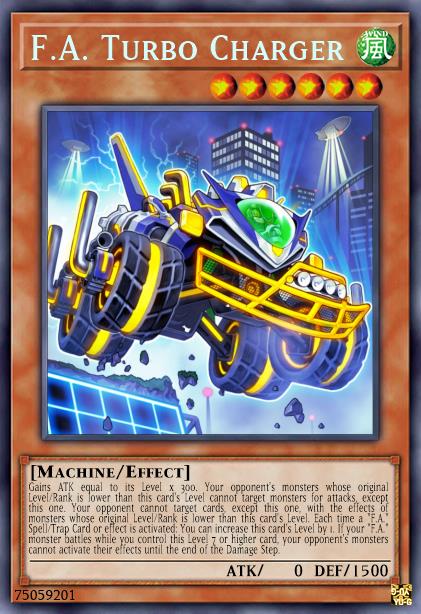 F.A. Turbo Charger
WIND
風
[Machine/Effect]
Gains ATK equal to its Level x 300. Your opponent's monsters whose original
Level/Rank is lower than this card's Level cannot target monsters for attacks, except
this one. Your opponent cannot target cards, except this one, with the effects of
monsters whose original Level/Rank is lower than this card's Level. Each time a "F.A."
Spell/Trap Card or effect is activated: You can increase this card's Level by 1. If your "F.A."
monster battles while you control this Level 7 or higher card, your opponent's monsters
cannot activate their effects until the end of the Damage Step.
ATK/ 0 DEF/1500
75059201